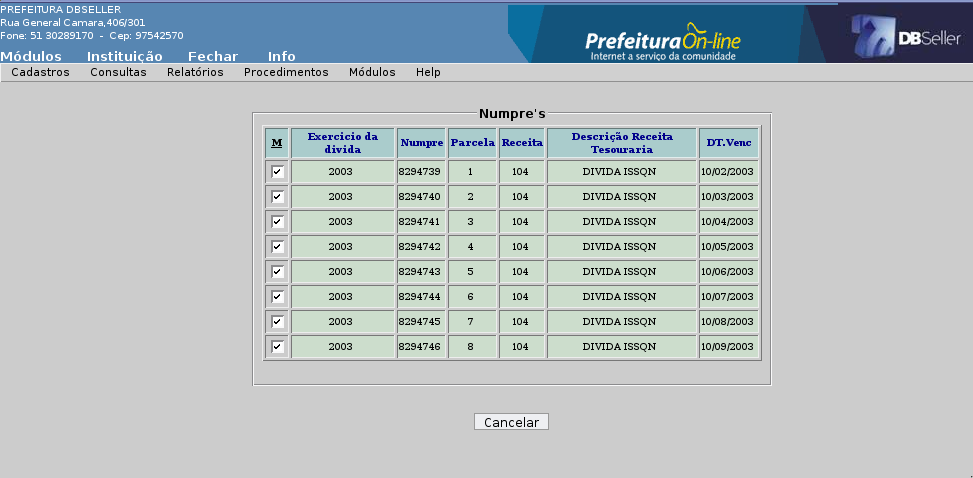 PREFEITURA DBSELLER
Rua General Camara,406/301
Fone: 51 30289170 - Cep: 97542570
Prefeitura On-line
Internet a serviço da comunidade
DBSeller
Módulos Instituição Fechar Info
Cadastros Consultas Relatórios Procedimentos Módulos Help
Numpre's
M Exercicio da divida Numpre Parcela Receita Descrição Receita Tesouraria DT.Venc
2003 8294739 1 104 DIVIDA ISSQN 10/02/2003
2003 8294740 2 104 DIVIDA ISSQN 10/03/2003
2003 8294741 3 104 DIVIDA ISSQN 10/04/2003
2003 8294742 4 104 DIVIDA ISSQN 10/05/2003
2003 8294743 5 104 DIVIDA ISSQN 10/06/2003
2003 8294744 6 104 DIVIDA ISSQN 10/07/2003
2003 8294745 7 104 DIVIDA ISSQN 10/08/2003
2003 8294746 8 104 DIVIDA ISSQN 10/09/2003
Cancelar